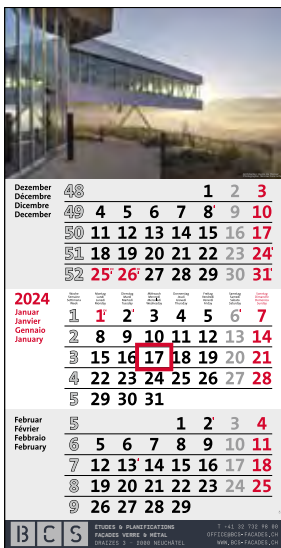 Dezember
Décembre
Dicembre
December
48 1 2 3
49 4 5 6 7 8 9 10
50 11 12 13 14 15 16 17
51 18 19 20 21 22 23 24
52 25 26 27 28 29 30 31
2024
Januar
Janvier
Gennaio
January
1 1 2 3 4 5 6 7
2 8 9 10 11 12 13 14
3 15 16 17 18 19 20 21
4 22 23 24 25 26 27 28
5 29 30 31
Februar
Février
Febbraio
February
5 1 2 3 4
6 5 6 7 8 9 10 11
7 12 13 14 15 16 17 18
8 19 20 21 22 23 24 25
9 26 27 28 29
BCS
ÉTUDES & PLANIFICATIONS
FACADES VERRE & MÉTAL
DRAIZES 3 - 2000 NEUCHÂTEL
T +41 32 732 90 80
OFFICE@BCS-FACADES.CH
WWW.BCS-FACADES.CH